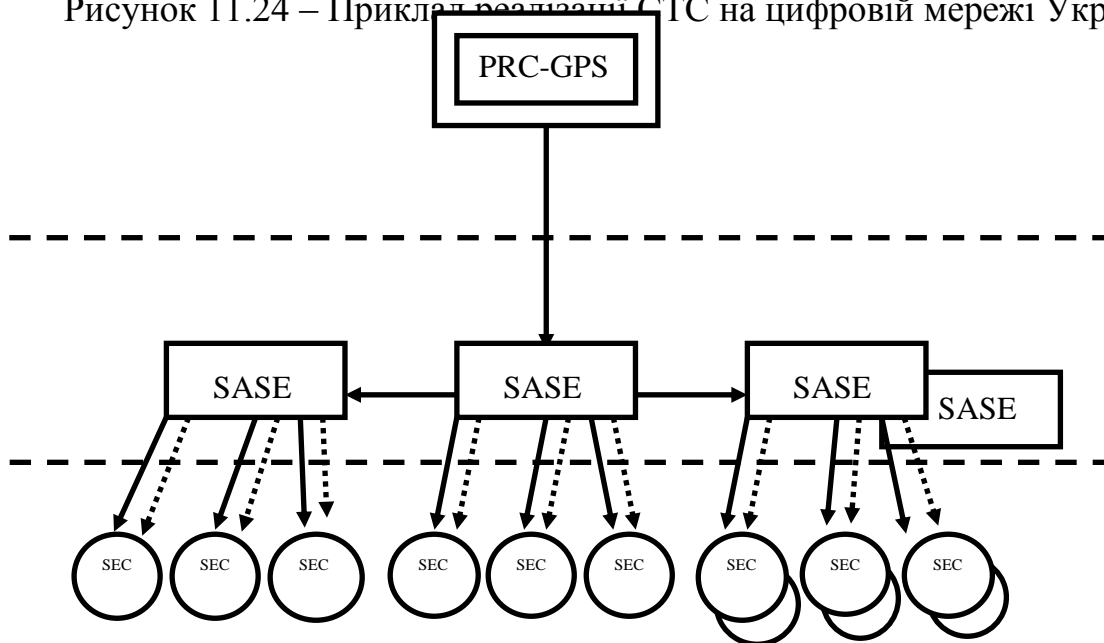 Рисунок 11.24 – Приклад реалізації СТС на цифровій мережі Укр
PRC-GPS
SASE SASE SASE
SASE
SEC SEC SEC SEC SEC SEC SEC SEC SEC